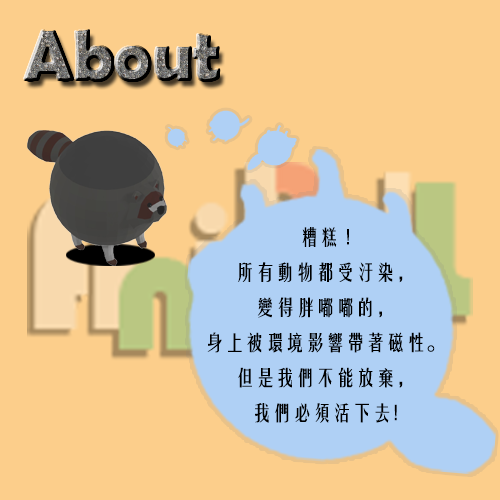 About
糟糕！
所有動物都受汙染，
變得胖嘟嘟的，
身上被環境影響帶著磁性。
但是我們不能放棄，
我們必須活下去!